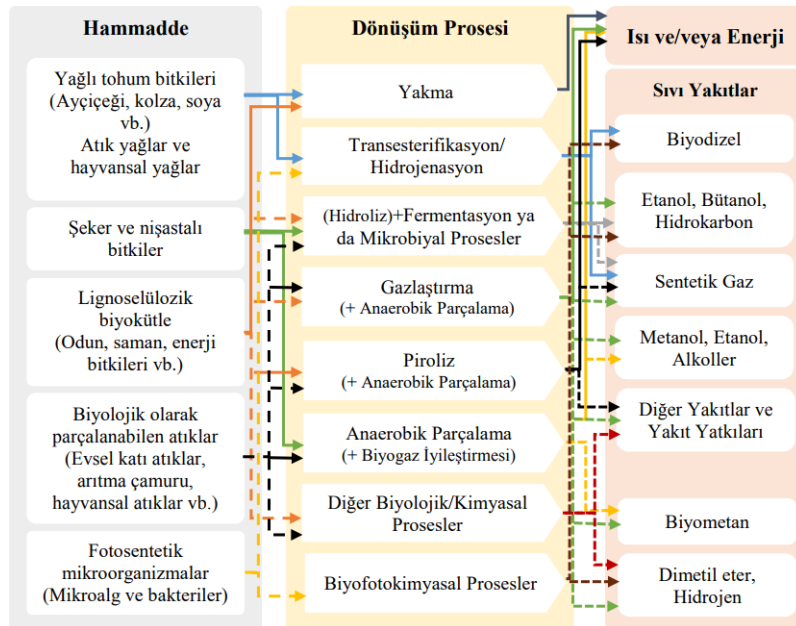 Hammadde
Yağlı tohum bitkileri
(Ayçiçeği, kolza, soya
vb.)
Atık yağlar ve
hayvansal yağlar
Şeker ve nişastalı
bitkiler
Lignoselülozik
biyokütle
(Odun, saman, enerji
bitkileri vb.)
Biyolojik olarak
parçalanabilen atıklar
(Evsel katı atıklar,
arıtma çamuru,
hayvansal atıklar vb.)
Fotosentetik
mikroorganizmalar
(Mikroalg ve bakteriler)
Dönüşüm Prosesi
Yakma
Transesterifikasyon/
Hidrojenasyon
(Hidroliz)+Fermentasyon ya
da Mikrobiyal Prosesler
Gazlaştırma
(+ Anaerobik Parçalama)
Piroliz
(+ Anaerobik Parçalama)
Anaerobik Parçalama
(+ Biyogaz İyileştirmesi)
Diğer Biyolojik/Kimyasal
Prosesler
Biyofotokimyasal Prosesler
Isı ve/veya Enerji
Sıvı Yakıtlar
Biyodizel
Etanol, Bütanol,
Hidrokarbon
Sentetik Gaz
Metanol, Etanol,
Alkoller
Diğer Yakıtlar ve
Yakıt Yatkıları
Biyometan
Dimetil eter,
Hidrojen